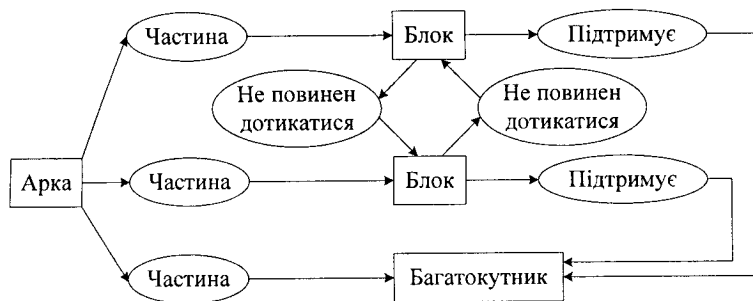 Частина
Блок
Підтримує
Не повинен
дотикатися
Не повинен
дотикатися
Арка
Частина
Блок
Підтримує
Частина
Багатокутник